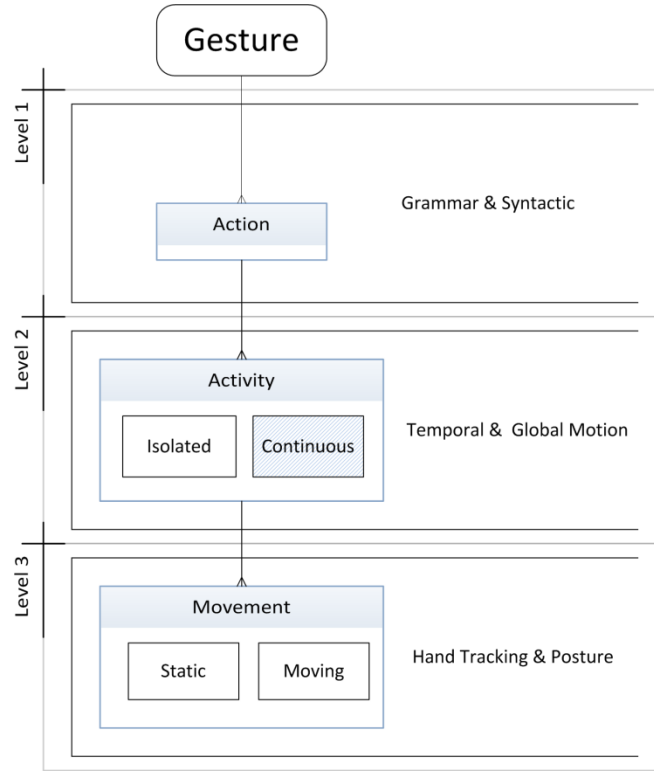 Gesture
Level 1
Action
Grammar & Syntactic
Level 2
Activity
Isolated
Continuous
Temporal & Global Motion
Level 3
Movement
Static
Moving
Hand Tracking & Posture